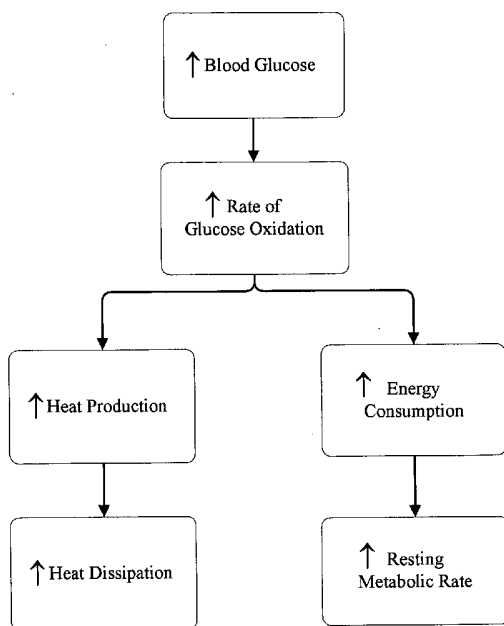 ↑ Blood Glucose
↑ Rate of
Glucose Oxidation
↑ Heat Production
↑ Energy
Consumption
↑ Heat Dissipation
↑ Resting
Metabolic Rate